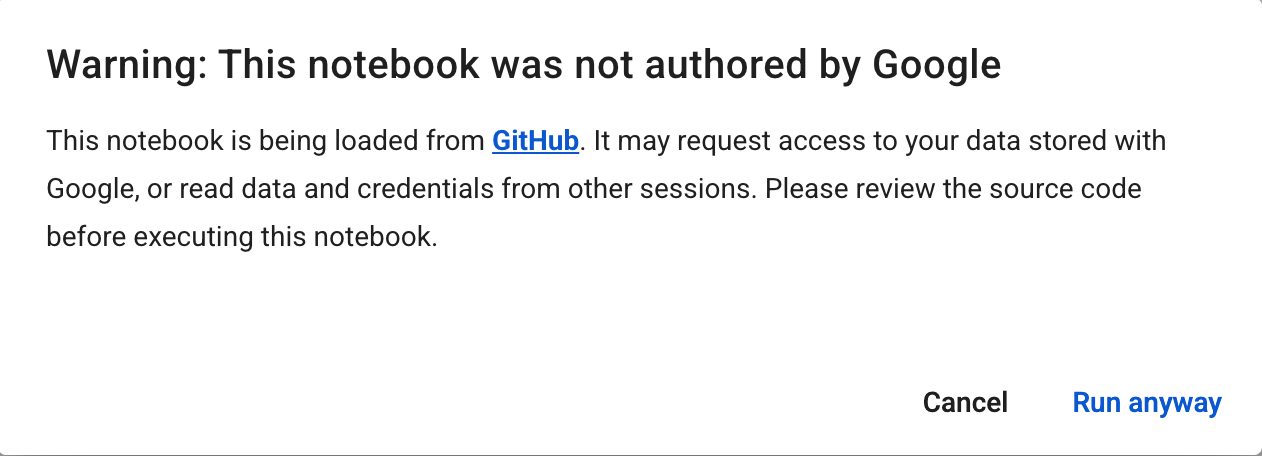 Warning: This notebook was not authored by Google
This notebook is being loaded from GitHub. It may request access to your data stored with
Google, or read data and credentials from other sessions. Please review the source code
before executing this notebook.
Cancel Run anyway